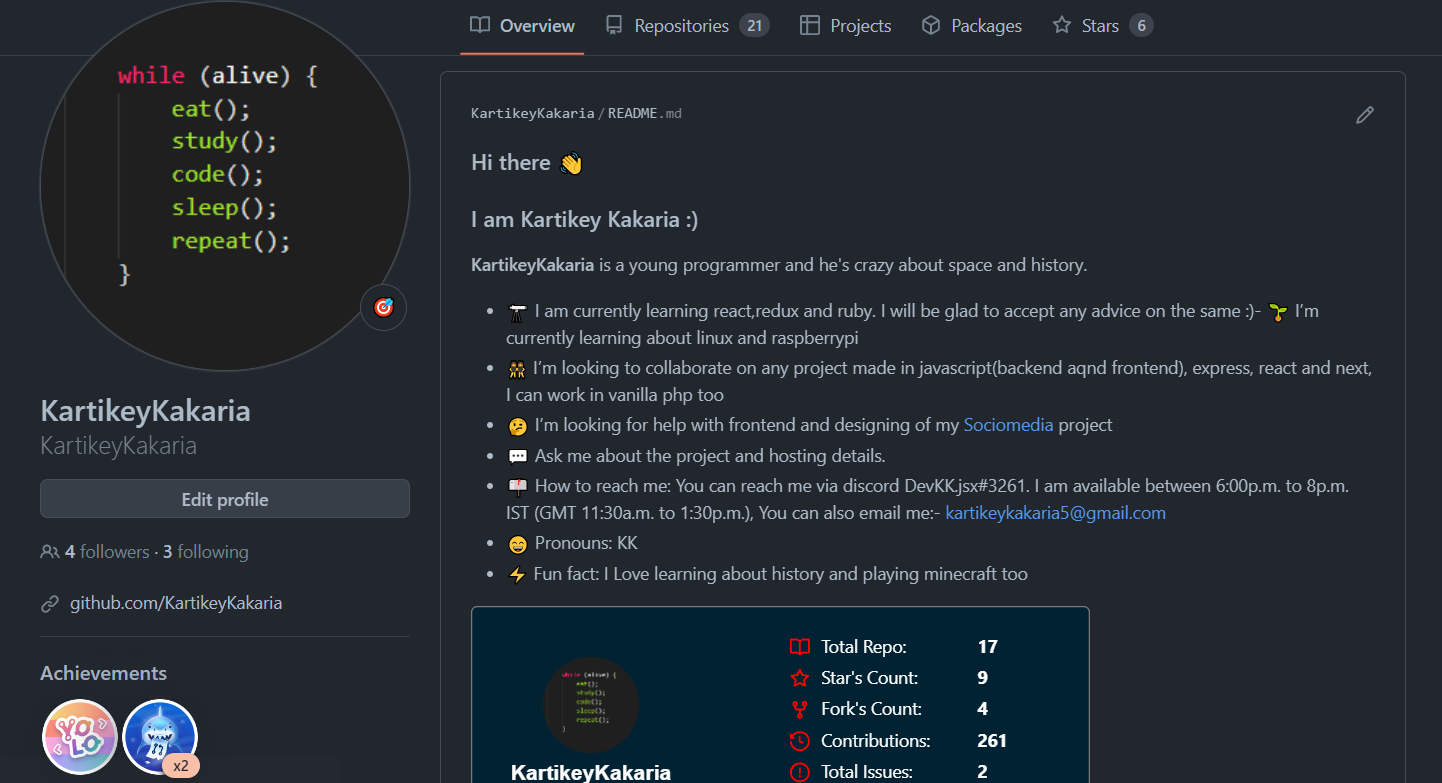 Overview Repositories 21 Projects Packages Stars 6
while (alive) {
eat();
study();
code();
sleep();
repeat();
}
KartikeyKakaria
KartikeyKakaria
Edit profile
4 followers · 3 following
github.com/KartikeyKakaria
Achievements
YOLO
x2
KartikeyKakaria/README.md
Hi there 👋
I am Kartikey Kakaria :)
KartikeyKakaria is a young programmer and he's crazy about space and history.
I am currently learning react,redux and ruby. I will be glad to accept any advice on the same :)- 🌱 I’m
currently learning about linux and raspberrypi
I’m looking to collaborate on any project made in javascript(backend aqnd frontend), express, react and next,
I can work in vanilla php too
🤔 I’m looking for help with frontend and designing of my Sociomedia project
💬 Ask me about the project and hosting details.
📫 How to reach me: You can reach me via discord DevKK.jsx#3261. I am available between 6:00p.m. to 8p.m.
IST (GMT 11:30a.m. to 1:30p.m.), You can also email me:- kartikeykakaria5@gmail.com
😄 Pronouns: KK
⚡ Fun fact: I Love learning about history and playing minecraft too
while (alive) {
eat();
study();
code();
sleep();
repeat();
}
KartikeyKakaria
Total Repo: 17
Star's Count: 9
Fork's Count: 4
Contributions: 261
Total Issues: 2